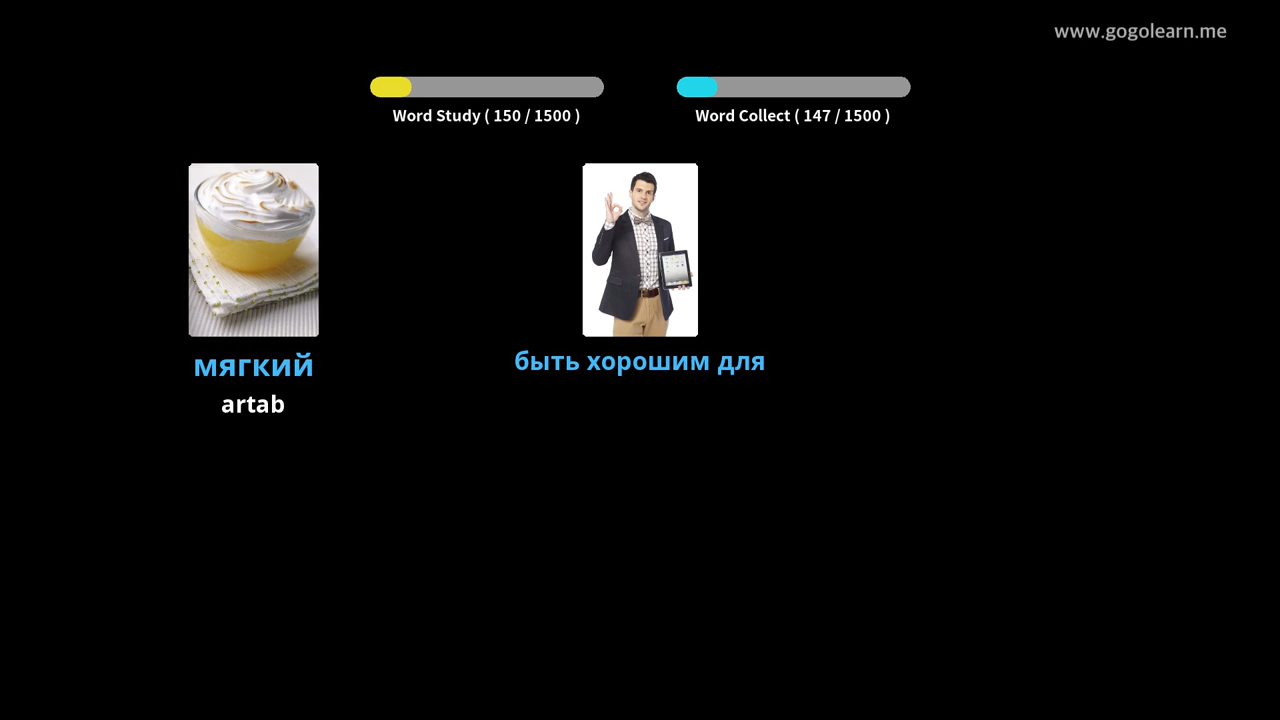 www.gogolearn.me
Word Study ( 150 / 1500 )
Word Collect ( 147 / 1500 )
мягкий
artab
быть хорошим для